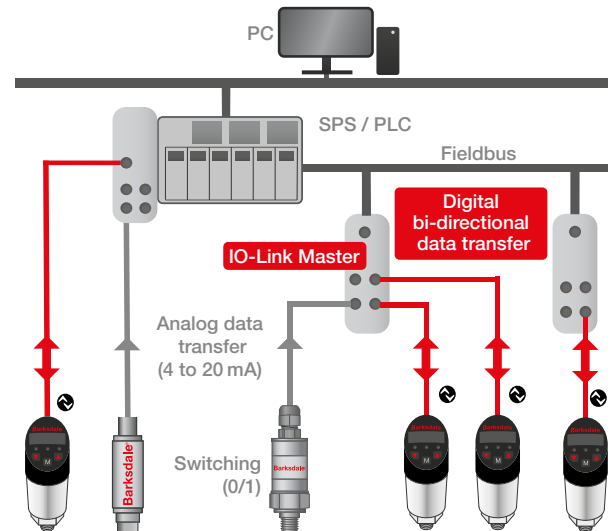 PC
SPS / PLC
Fieldbus
Digital
bi-directional
data transfer
IO-Link Master
Analog data
transfer
(4 to 20 mA)
Switching
(0/1)
Barksdale
M
Barksdale
Barksdale
Barksdale
M
Barksdale
M
Barksdale
M